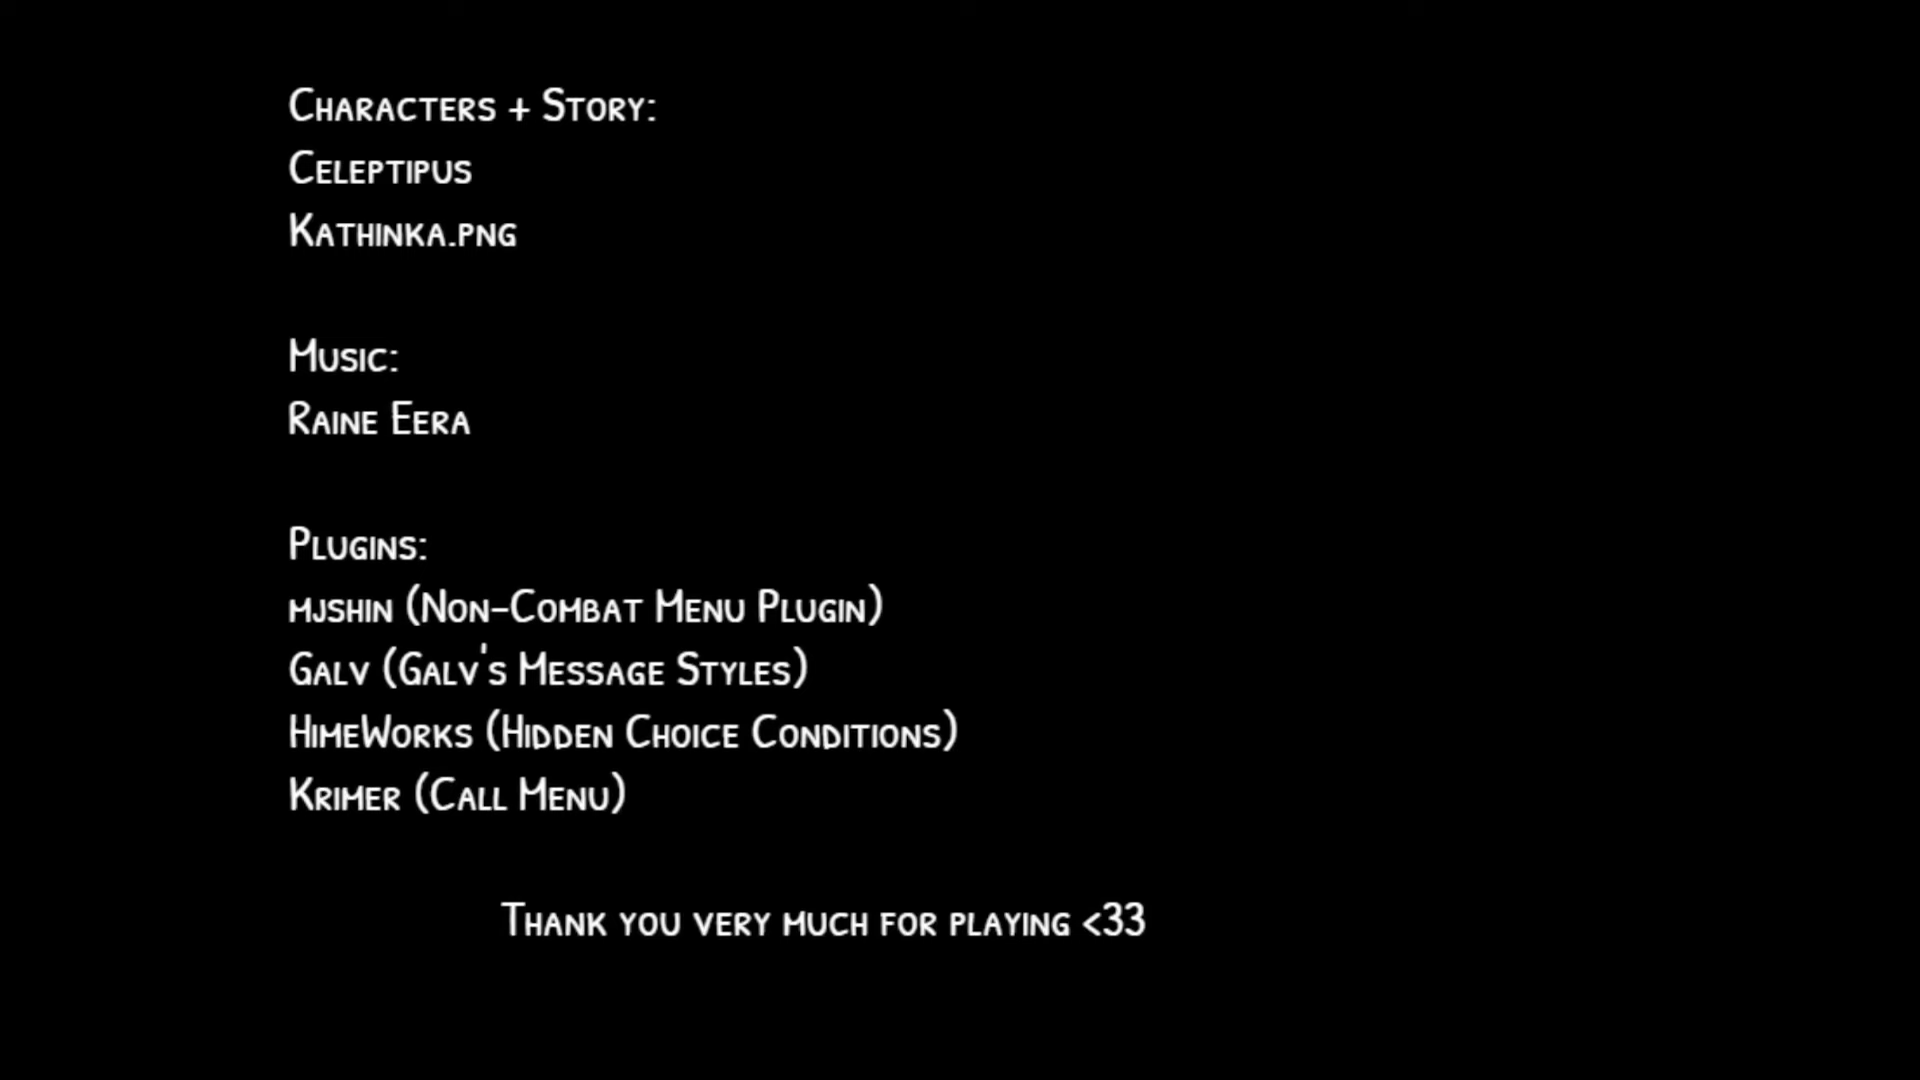 Characters + Story:
Celeptipus
Kathinka.png
Music:
Raine Eera
Plugins:
mjshin (Non-Combat Menu Plugin)
Galv (Galv's Message Styles)
HimeWorks (Hidden Choice Conditions)
Krimer (Call Menu)
Thank you very much for playing <33